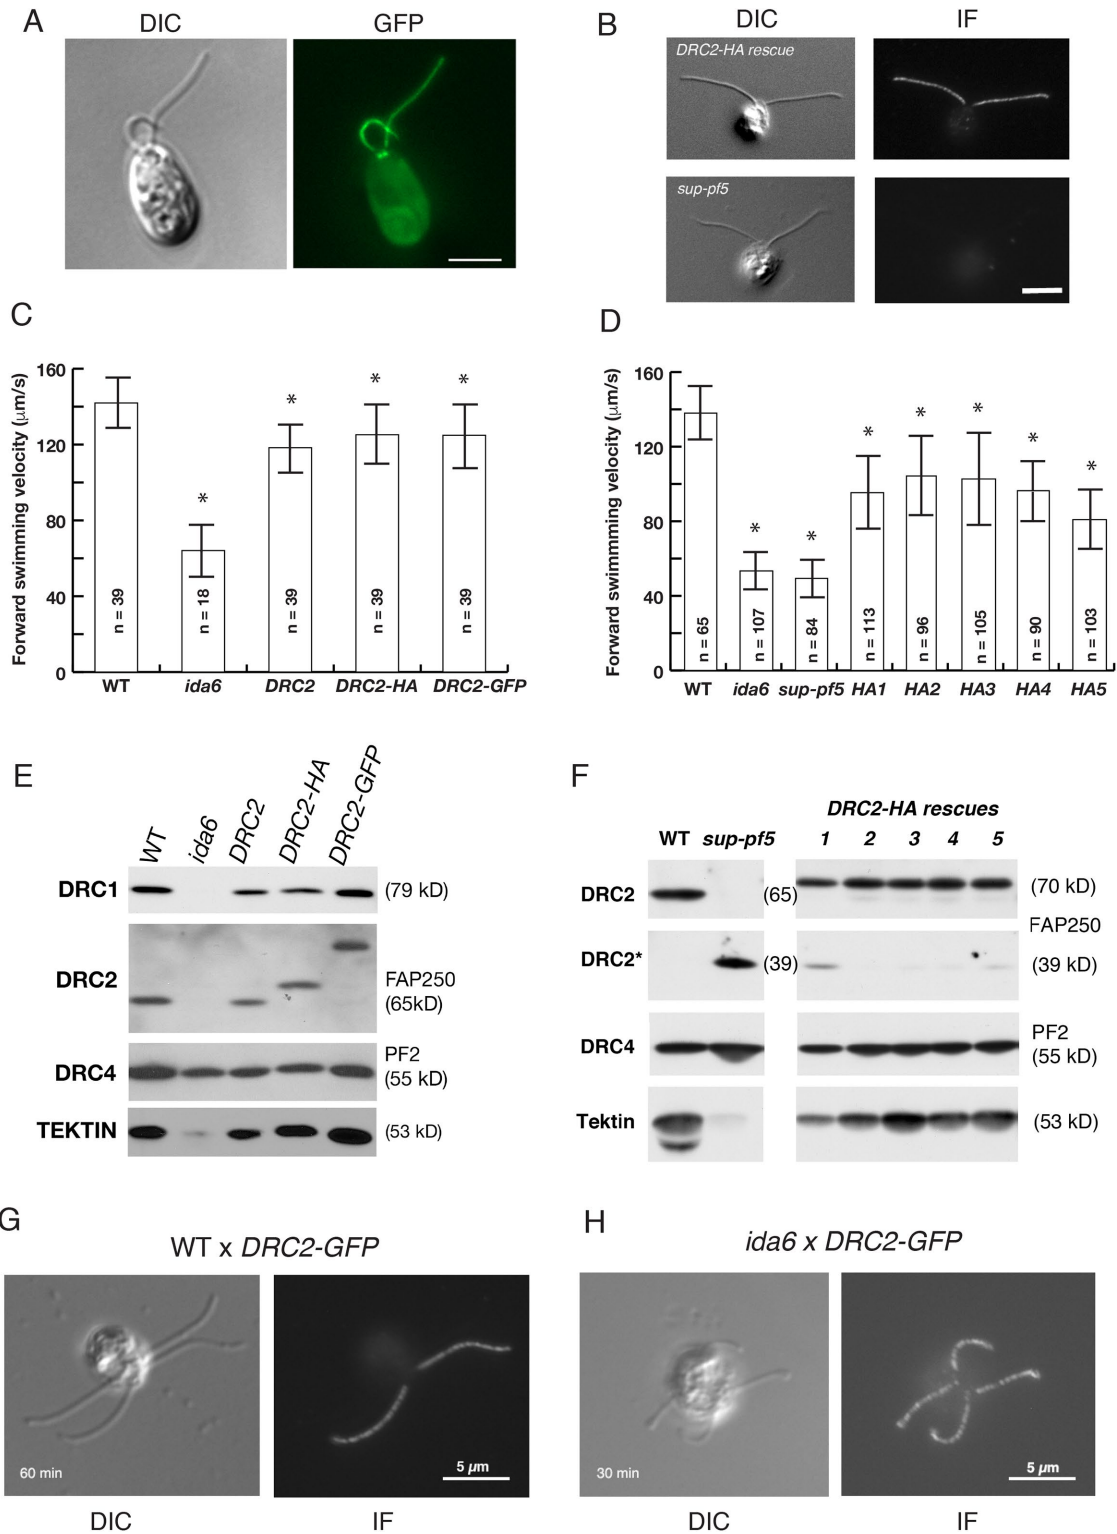 A
DIC
GFP
B
DIC
IF
DRC2-HA rescue
sup-pf5
C
Forward swimming velocity (μm/s)
160
120
80
40
0
*
*
*
*
n = 39
n = 18
n = 39
n = 39
n = 39
WT
ida6
DRC2
DRC2-HA
DRC2-GFP
D
Forward swimmming velocity (μm/s)
160
120
80
40
0
*
*
*
*
*
*
*
n = 65
n = 107
n = 84
n = 113
n = 96
n = 105
n = 90
n = 103
WT
ida6
sup-pf5
HA1
HA2
HA3
HA4
HA5
E
WT
ida6
DRC2
DRC2-HA
DRC2-GFP
DRC1
(79 kD)
DRC2
FAP250
(65kD)
DRC4
PF2
(55 kD)
TEKTIN
(53 kD)
F
DRC2-HA rescues
WT sup-pf5 1 2 3 4 5
DRC2
(65)
(70 kD)
FAP250
DRC2*
(39)
(39 kD)
DRC4
PF2
(55 kD)
Tektin
(53 kD)
G
WT x DRC2-GFP
60 min
5 μm
DIC
IF
H
ida6 x DRC2-GFP
30 min
5 μm
DIC
IF